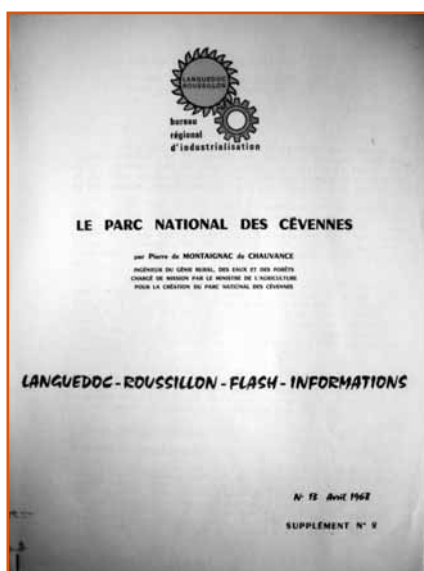 LANGUEDOC
ROUSSILLON
bureau
régional
d'industrialisation
LE PARC NATIONAL DES CÉVENNES
par Pierre de MONTAIGNAC de CHAUVANCE
INGÉNIEUR DU GÉNIE RURAL, DES EAUX ET DES FORÊTS
CHARGÉ DE MISSION PAR LE MINISTRE DE L'AGRICULTURE
POUR LA CRÉATION DU PARC NATIONAL DES CÉVENNES
LANGUEDOC - ROUSSILLON - FLASH - INFORMATIONS
N° 13 Avril 1968
SUPPLÉMENT N° 2